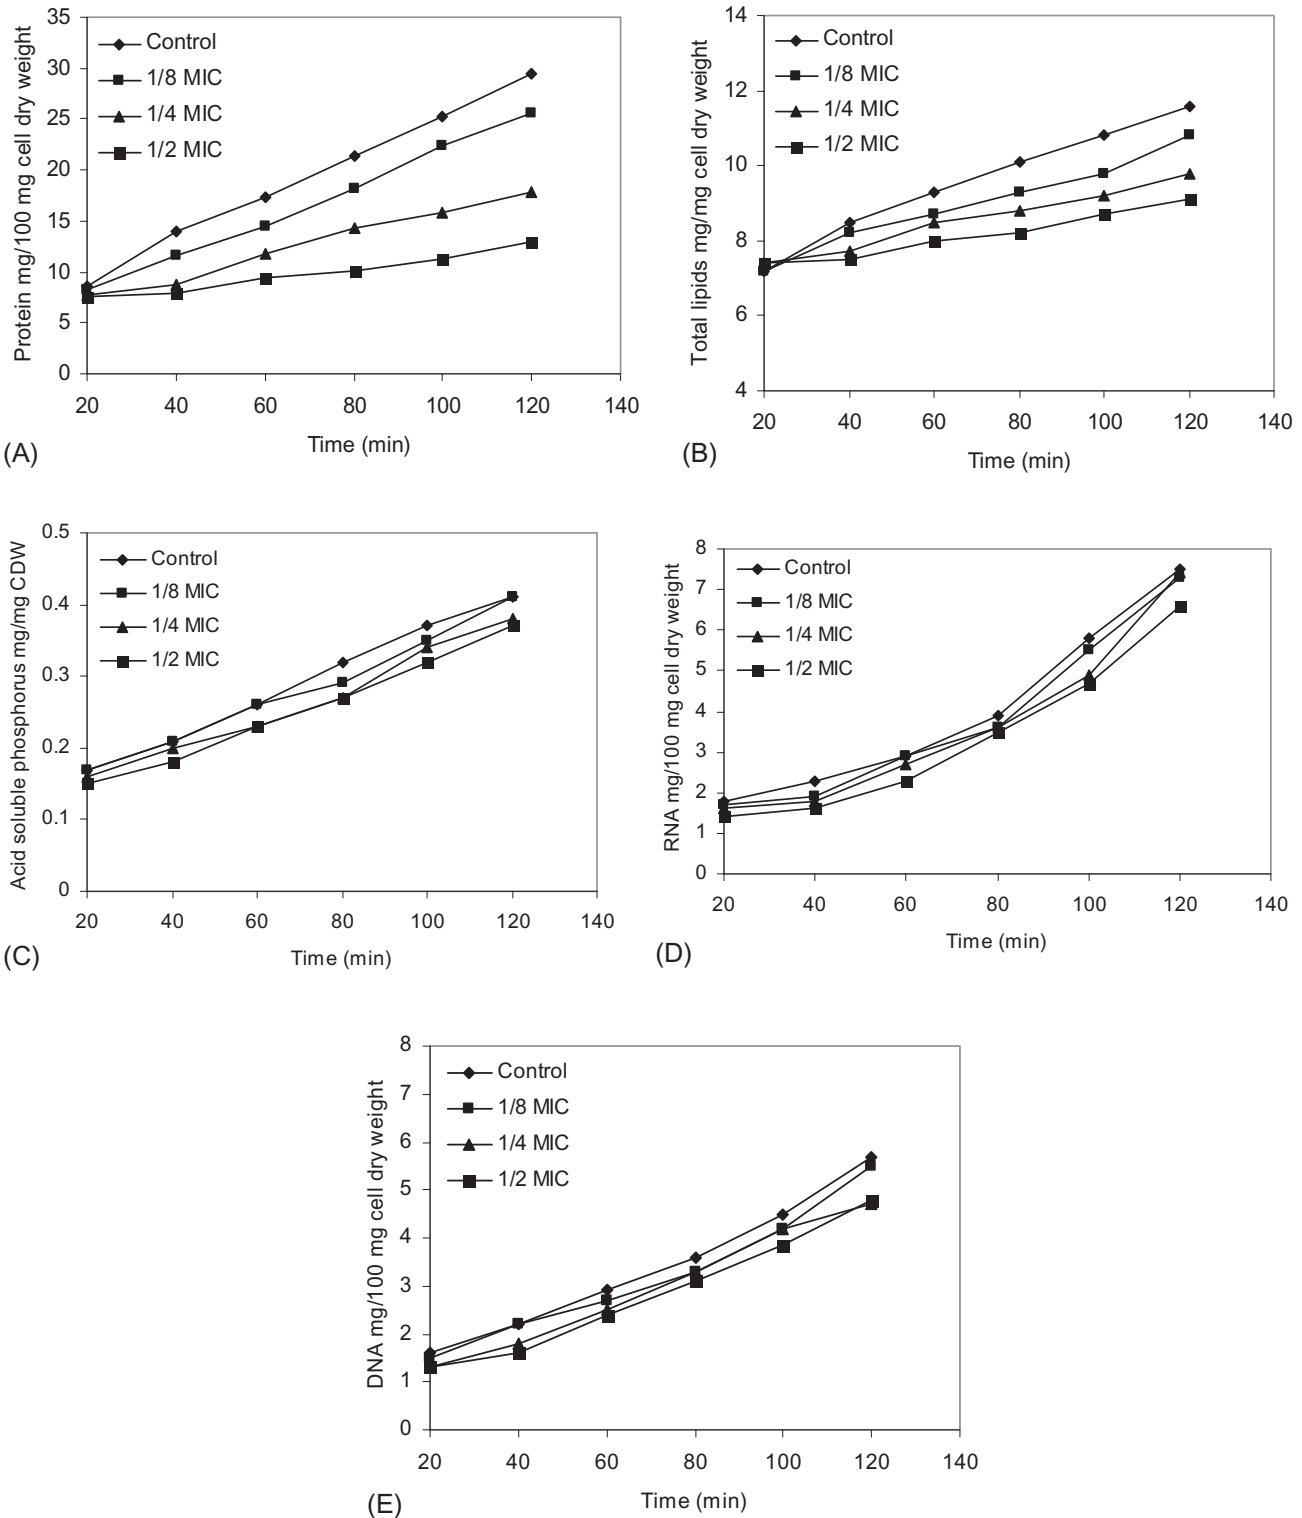 Protein mg/100 mg cell dry weight
35
30
25
20
15
10
5
0
Control
1/8 MIC
1/4 MIC
1/2 MIC
20 40 60 80 100 120 140
Time (min)
(A)
Total lipids mg/mg cell dry weight
14
12
10
8
6
4
Control
1/8 MIC
1/4 MIC
1/2 MIC
20 40 60 80 100 120 140
Time (min)
(B)
Acid soluble phosphorus mg/mg CDW
0.5
0.4
0.3
0.2
0.1
0
Control
1/8 MIC
1/4 MIC
1/2 MIC
20 40 60 80 100 120 140
Time (min)
(C)
RNA mg/100 mg cell dry weight
8
7
6
5
4
3
2
1
0
Control
1/8 MIC
1/4 MIC
1/2 MIC
20 40 60 80 100 120 140
Time (min)
(D)
DNA mg/100 mg cell dry weight
8
7
6
5
4
3
2
1
0
Control
1/8 MIC
1/4 MIC
1/2 MIC
20 40 60 80 100 120 140
Time (min)
(E)